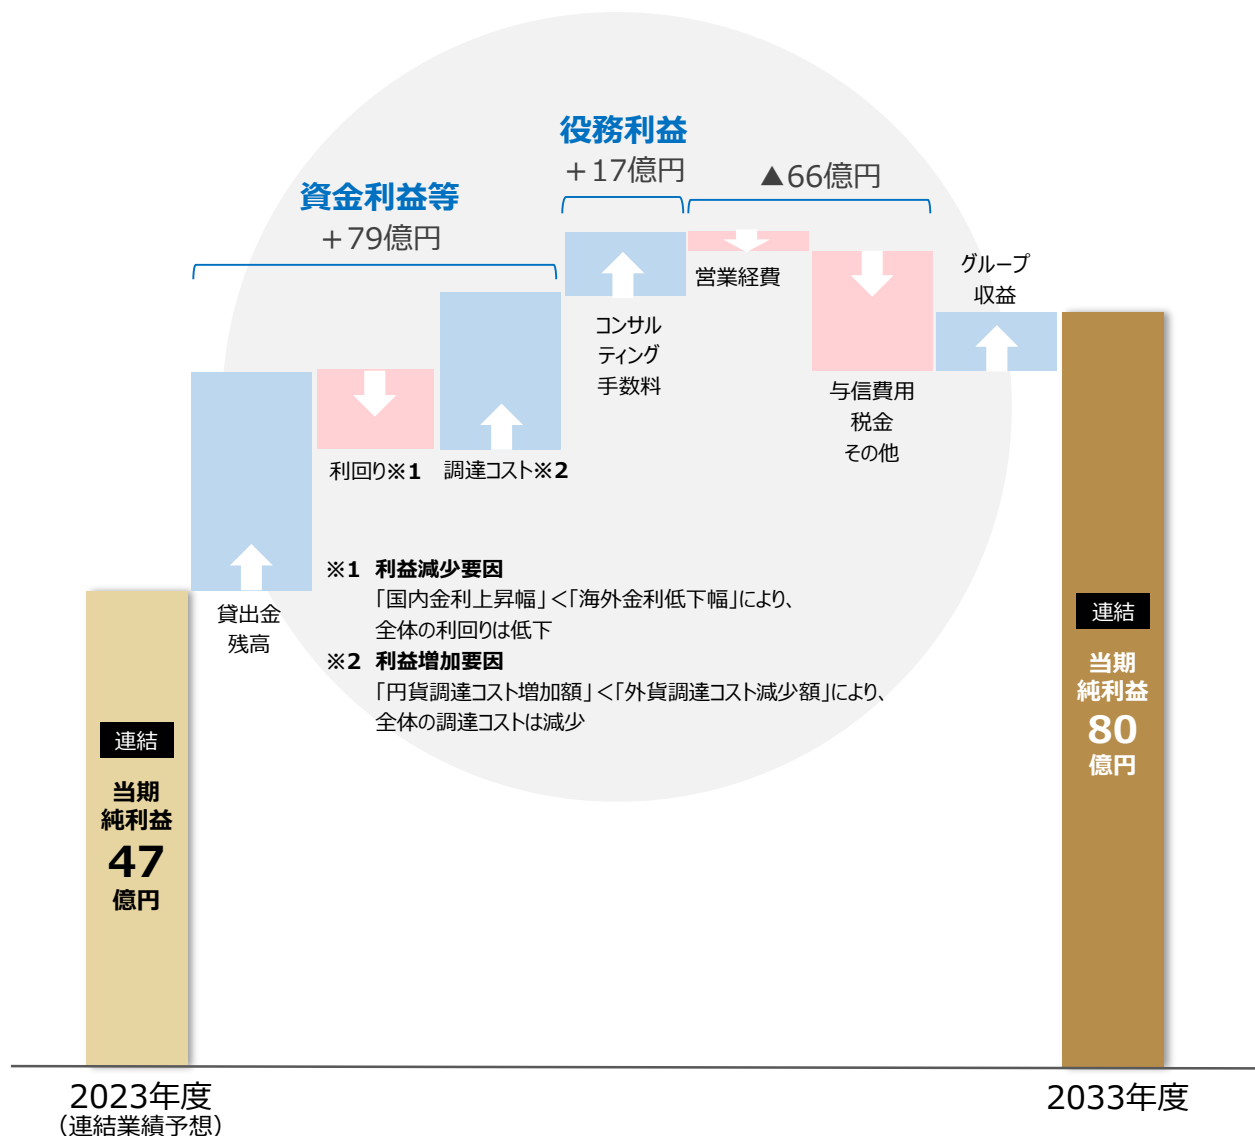 役務利益
+17億円
▲66億円
資金利益等
+79億円
グループ
収益
営業経費
コンサル
ティング
手数料
与信費用
税金
その他
利回り※1
調達コスト※2
貸出金
残高
※1 利益減少要因
「国内金利上昇幅」<「海外金利低下幅」により、
全体の利回りは低下
※2 利益増加要因
「円貨調達コスト増加額」<「外貨調達コスト減少額」により、
全体の調達コストは減少
連結
当期
純利益
47
億円
連結
当期
純利益
80
億円
2023年度
(連結業績予想)
2033年度